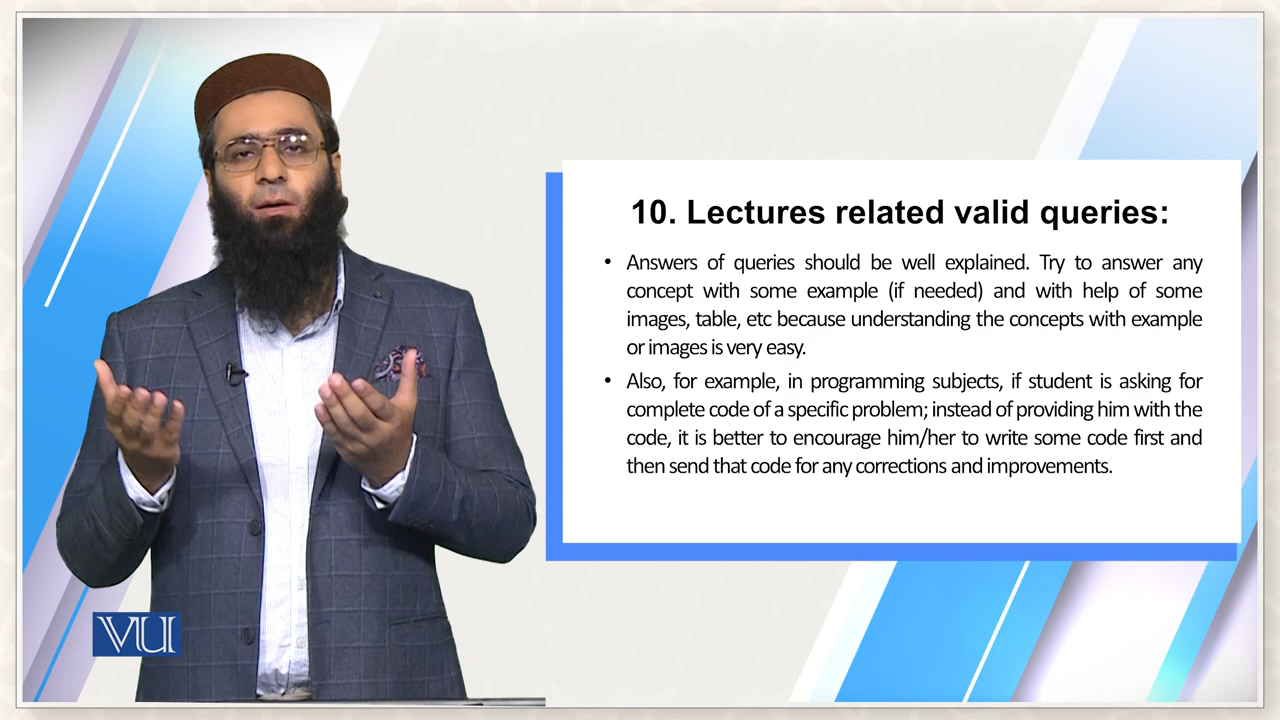 10. Lectures related valid queries:
• Answers of queries should be well explained. Try to answer any
concept with some example (if needed) and with help of some
images, table, etc because understanding the concepts with example
or images is very easy.
• Also, for example, in programming subjects, if student is asking for
complete code of a specific problem; instead of providing him with the
code, it is better to encourage him/her to write some code first and
then send that code for any corrections and improvements.
VU